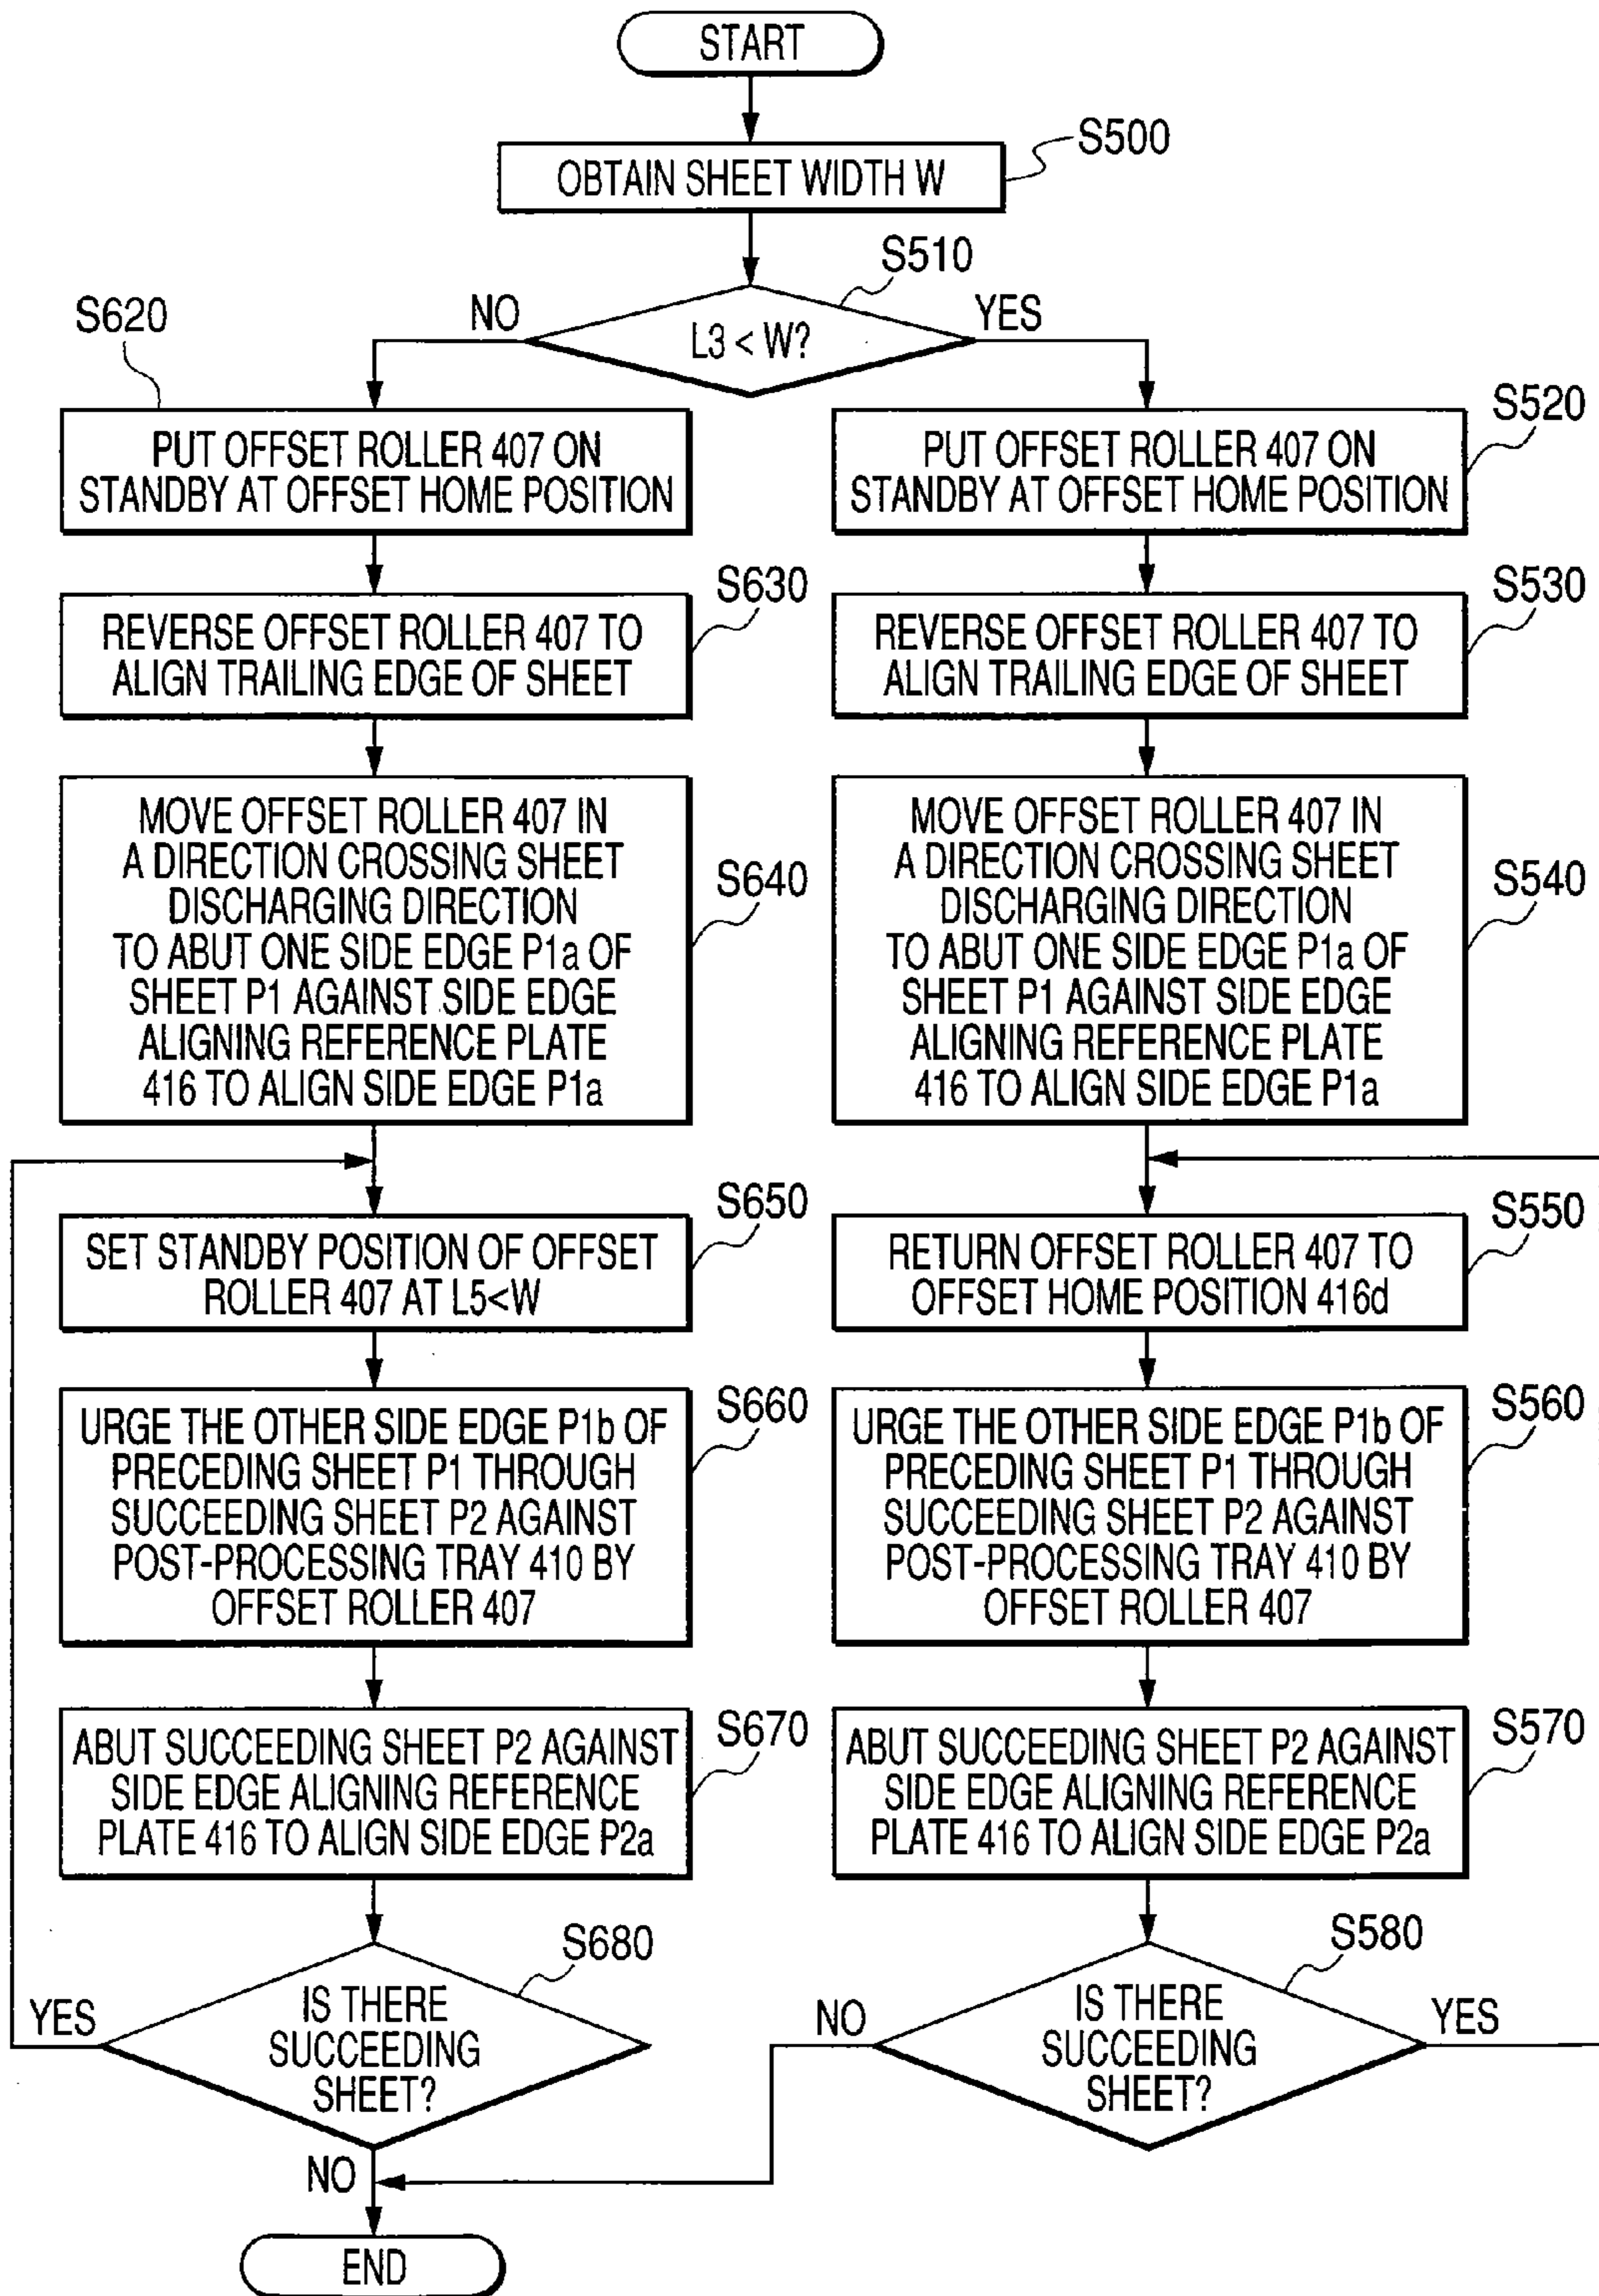 START
OBTAIN SHEET WIDTH W
S500
L3 < W?
S510
NO
YES
S620
PUT OFFSET ROLLER 407 ON
STANDBY AT OFFSET HOME POSITION
S630
REVERSE OFFSET ROLLER 407 TO
ALIGN TRAILING EDGE OF SHEET
S640
MOVE OFFSET ROLLER 407 IN
A DIRECTION CROSSING SHEET
DISCHARGING DIRECTION
TO ABUT ONE SIDE EDGE P1a OF
SHEET P1 AGAINST SIDE EDGE
ALIGNING REFERENCE PLATE
416 TO ALIGN SIDE EDGE P1a
S650
SET STANDBY POSITION OF OFFSET
ROLLER 407 AT L5<W
S660
URGE THE OTHER SIDE EDGE P1b OF
PRECEDING SHEET P1 THROUGH
SUCCEEDING SHEET P2 AGAINST
POST-PROCESSING TRAY 410 BY
OFFSET ROLLER 407
S670
ABUT SUCCEEDING SHEET P2 AGAINST
SIDE EDGE ALIGNING REFERENCE
PLATE 416 TO ALIGN SIDE EDGE P2a
S680
IS THERE
SUCCEEDING
SHEET?
YES
NO
S520
PUT OFFSET ROLLER 407 ON
STANDBY AT OFFSET HOME POSITION
S530
REVERSE OFFSET ROLLER 407 TO
ALIGN TRAILING EDGE OF SHEET
S540
MOVE OFFSET ROLLER 407 IN
A DIRECTION CROSSING SHEET
DISCHARGING DIRECTION
TO ABUT ONE SIDE EDGE P1a OF
SHEET P1 AGAINST SIDE EDGE
ALIGNING REFERENCE PLATE
416 TO ALIGN SIDE EDGE P1a
S550
RETURN OFFSET ROLLER 407 TO
OFFSET HOME POSITION 416d
S560
URGE THE OTHER SIDE EDGE P1b OF
PRECEDING SHEET P1 THROUGH
SUCCEEDING SHEET P2 AGAINST
POST-PROCESSING TRAY 410 BY
OFFSET ROLLER 407
S570
ABUT SUCCEEDING SHEET P2 AGAINST
SIDE EDGE ALIGNING REFERENCE
PLATE 416 TO ALIGN SIDE EDGE P2a
S580
IS THERE
SUCCEEDING
SHEET?
NO
YES
END